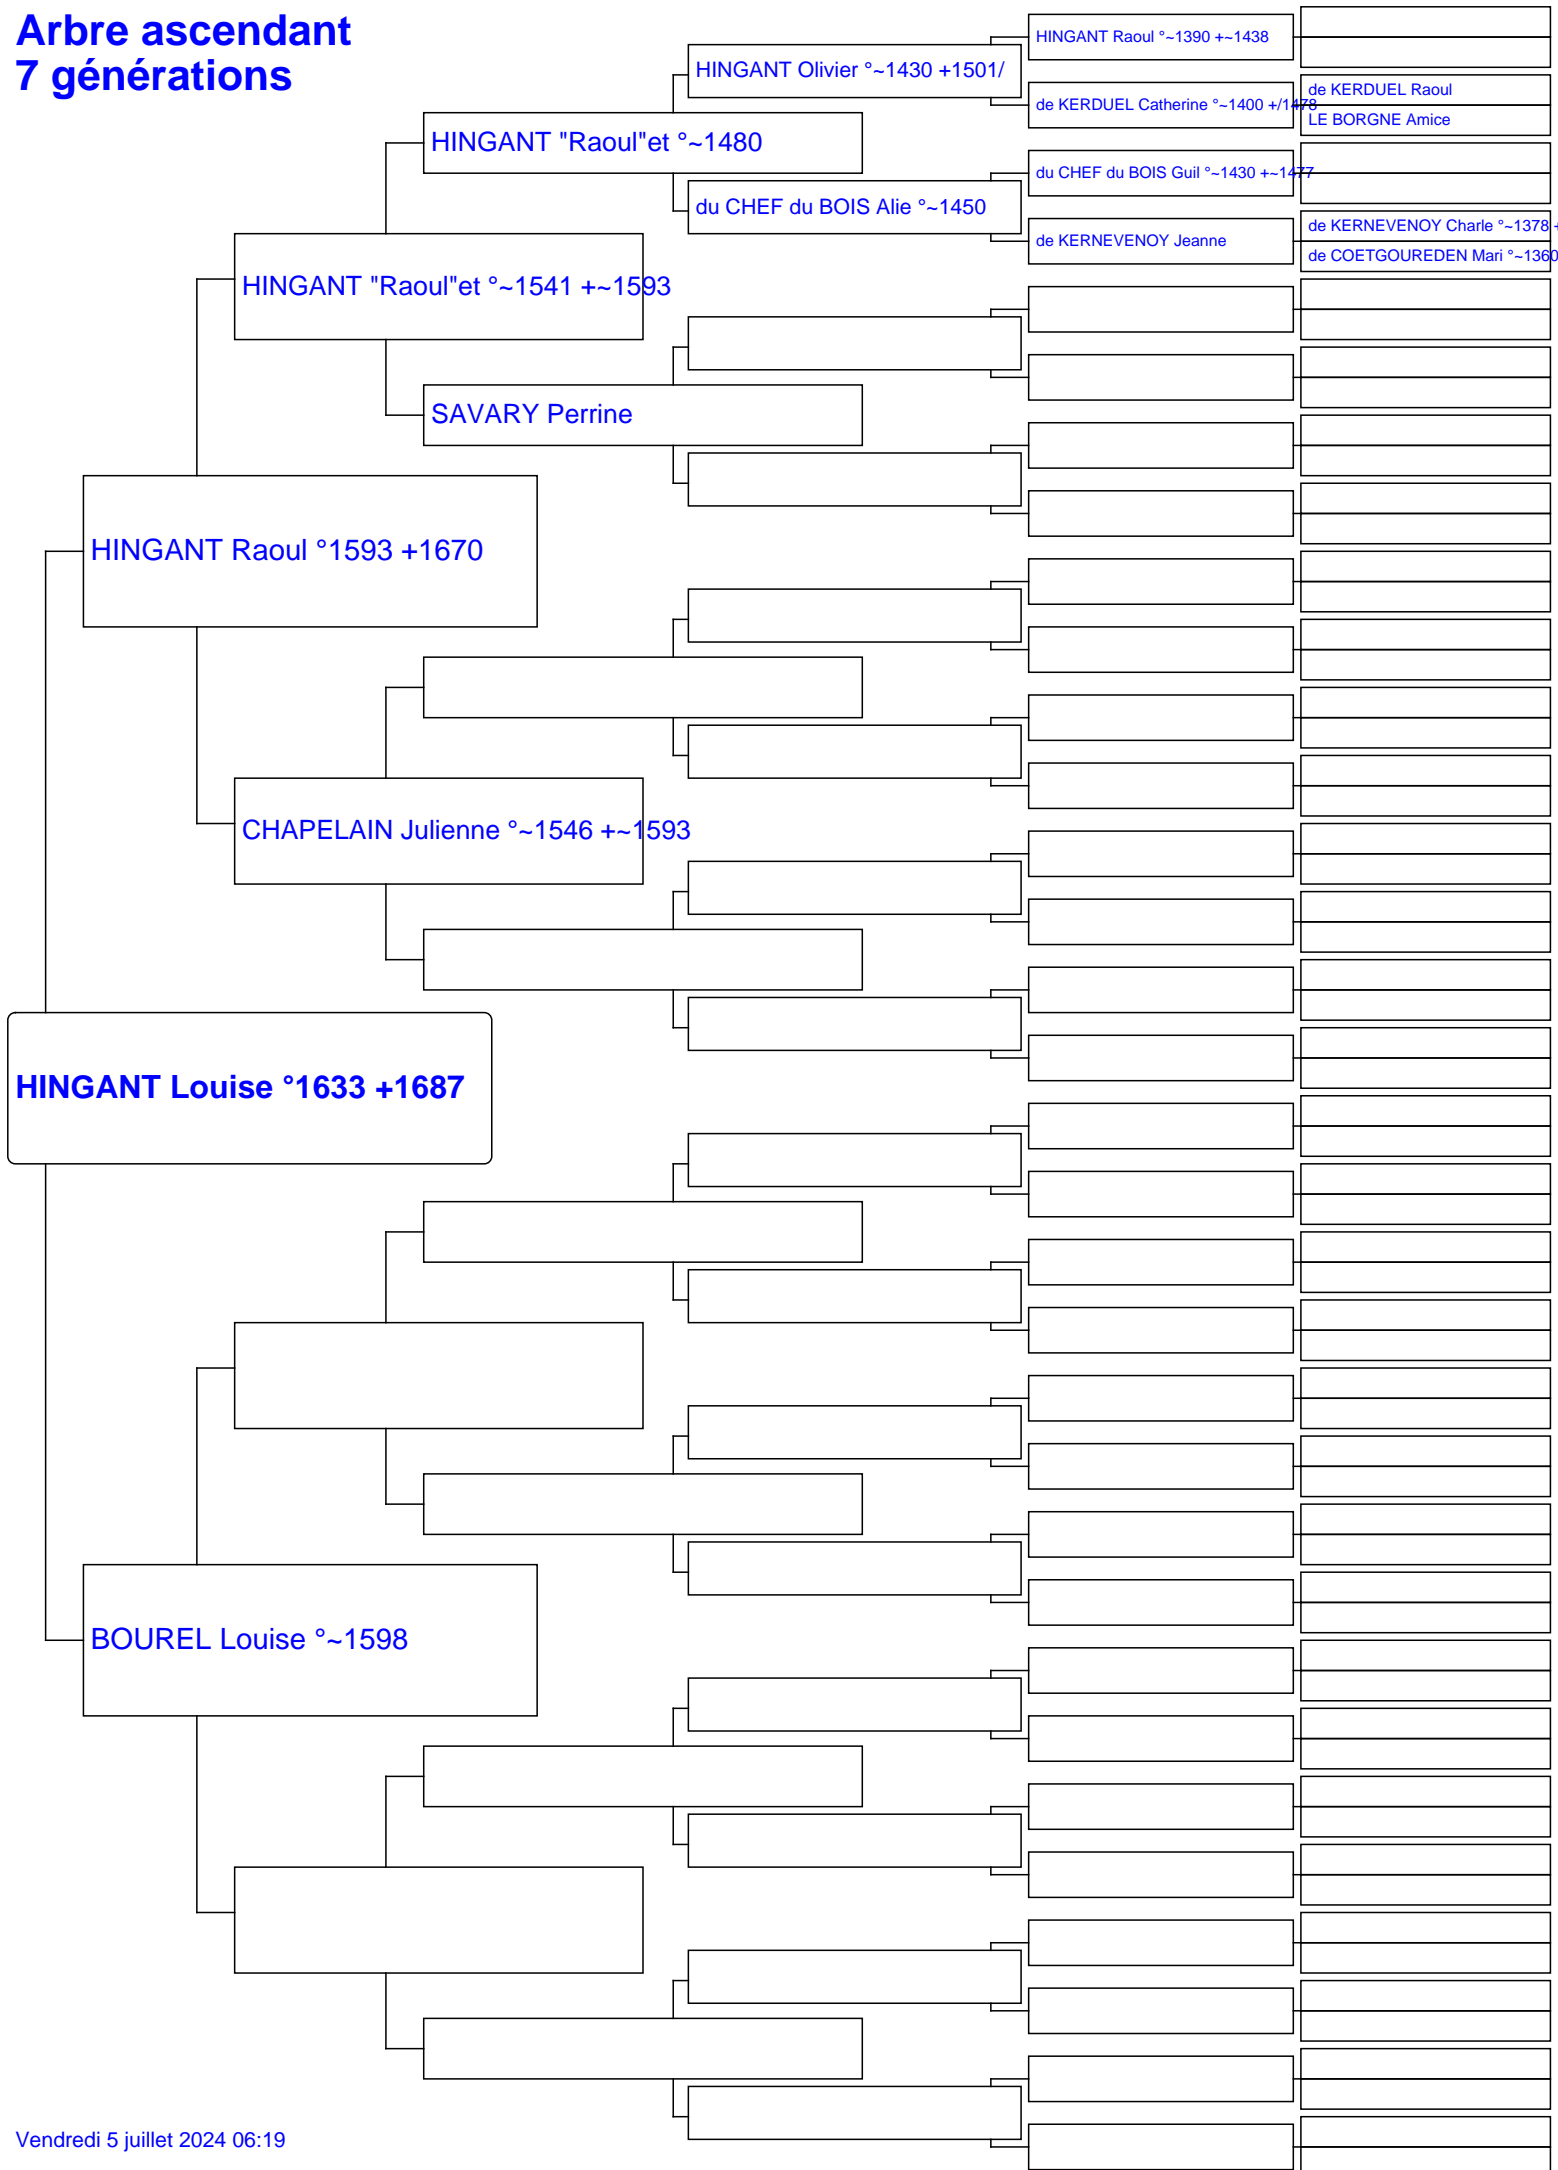 Arbre ascendant
7 générations
HINGANT Raoul °~1390 +~1438
HINGANT Olivier °~1430 +1501/
de KERDUEL Raoul
de KERDUEL Catherine °~1400 +/1478
LE BORGNE Amice
HINGANT "Raoul"et °~1480
du CHEF du BOIS Guil °~1430 +~1477
du CHEF du BOIS Alie °~1450
de KERNEVENOY Charle °~1378 +
de KERNEVENOY Jeanne
de COETGOUREDEN Mari °~1360
HINGANT "Raoul"et °~1541 +~1593
SAVARY Perrine
HINGANT Raoul °1593 +1670
CHAPELAIN Julienne °~1546 +~1593
HINGANT Louise °1633 +1687
BOUREL Louise °~1598
Vendredi 5 juillet 2024 06:19